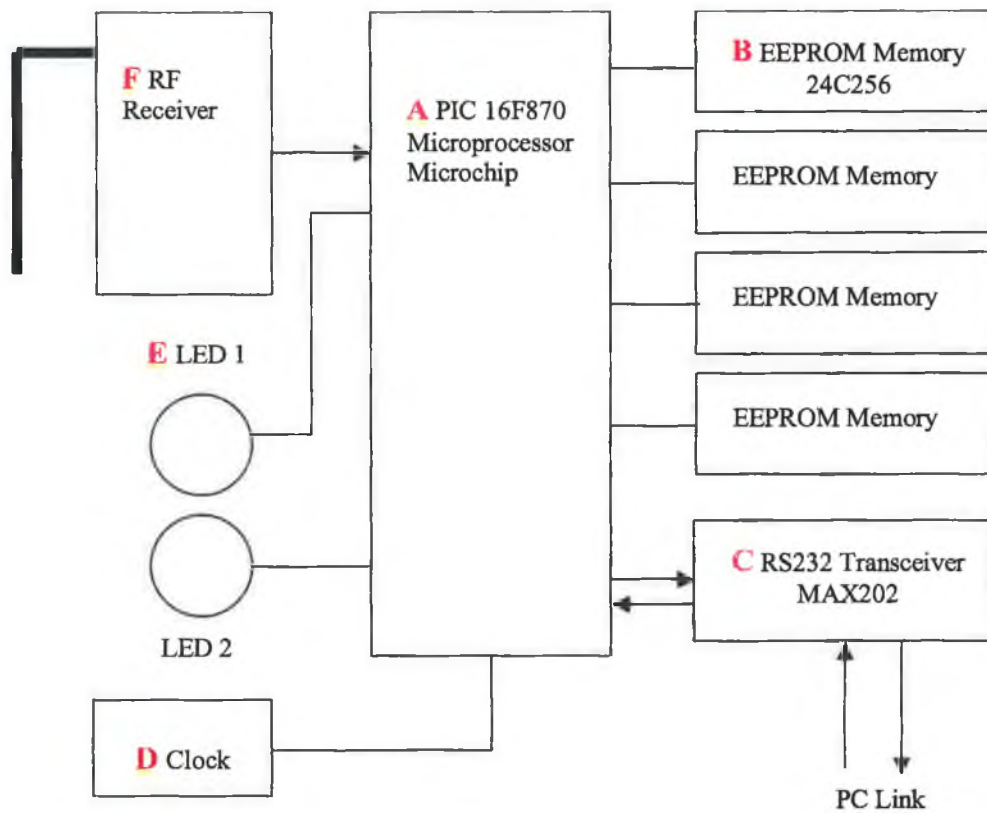 F RF
Receiver
A PIC 16F870
Microprocessor
Microchip
B EEPROM Memory
24C256
EEPROM Memory
EEPROM Memory
EEPROM Memory
E LED 1
LED 2
C RS232 Transceiver
MAX202
D Clock
PC Link